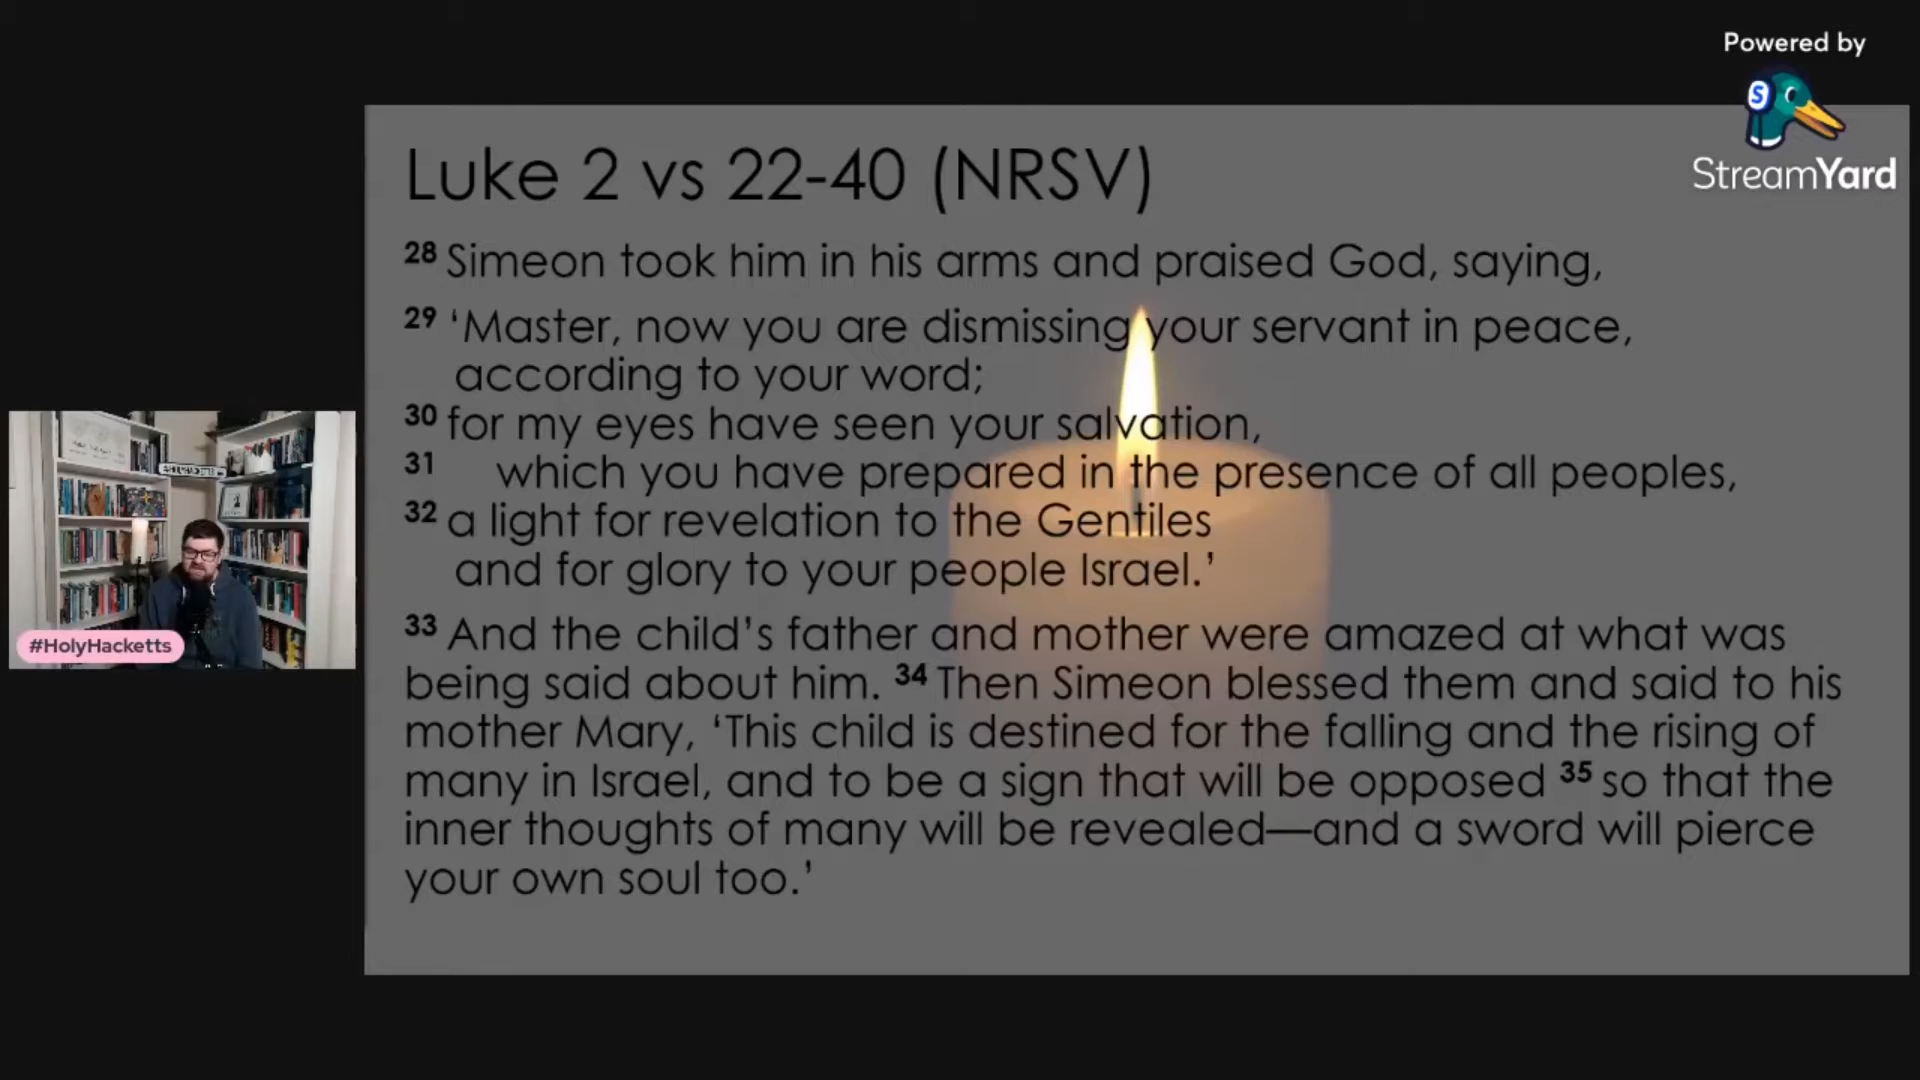 Powered by
StreamYard
Luke 2 vs 22-40 (NRSV)
28 Simeon took him in his arms and praised God, saying,
29 ‘Master, now you are dismissing your servant in peace,
according to your word;
30 for my eyes have seen your salvation,
31 which you have prepared in the presence of all peoples,
32 a light for revelation to the Gentiles
and for glory to your people Israel.’
33 And the child’s father and mother were amazed at what was
being said about him. 34 Then Simeon blessed them and said to his
mother Mary, ‘This child is destined for the falling and the rising of
many in Israel, and to be a sign that will be opposed 35 so that the
inner thoughts of many will be revealed—and a sword will pierce
your own soul too.’
#HOLYHACKETTS
#HolyHacketts